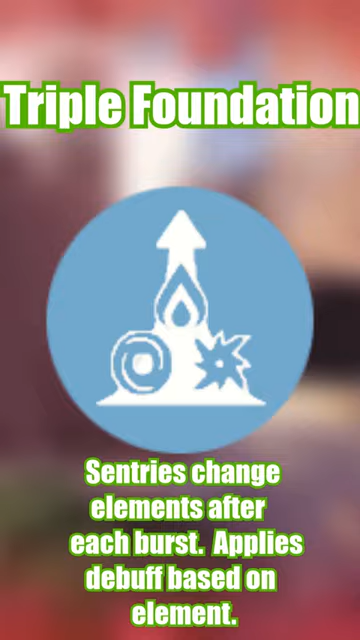 Triple Foundation
Sentries change
elements after
each burst.  Applies
debuff based on
element.